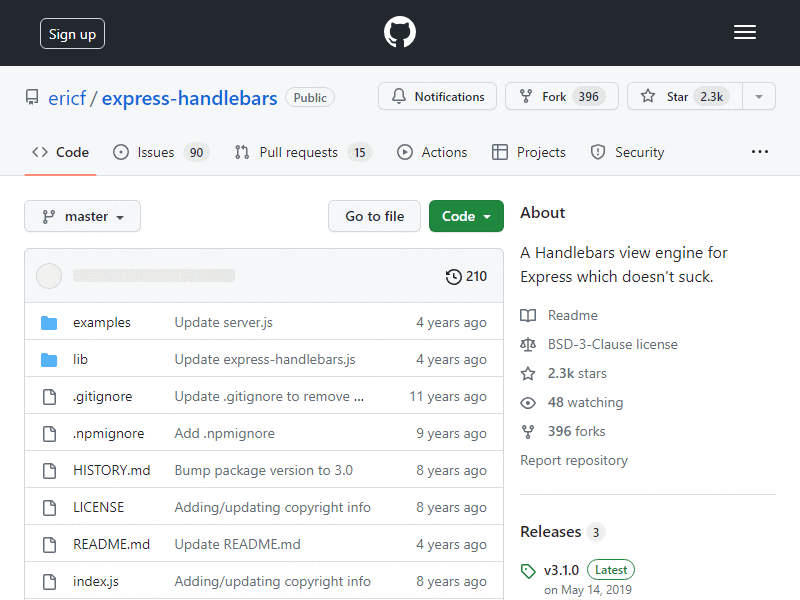 Sign up
ericf / express-handlebars Public
Notifications Fork 396 Star 2.3k
Code Issues 90 Pull requests 15 Actions Projects Security
master Go to file Code
210
examples Update server.js 4 years ago
lib Update express-handlebars.js 4 years ago
.gitignore Update .gitignore to remove ... 11 years ago
.npmignore Add .npmignore 9 years ago
HISTORY.md Bump package version to 3.0 8 years ago
LICENSE Adding/updating copyright info 8 years ago
README.md Update README.md 4 years ago
index.js Adding/updating copyright info 8 years ago
About
A Handlebars view engine for
Express which doesn't suck.
Readme
BSD-3-Clause license
2.3k stars
48 watching
396 forks
Report repository
Releases 3
v3.1.0 Latest
on May 14, 2019